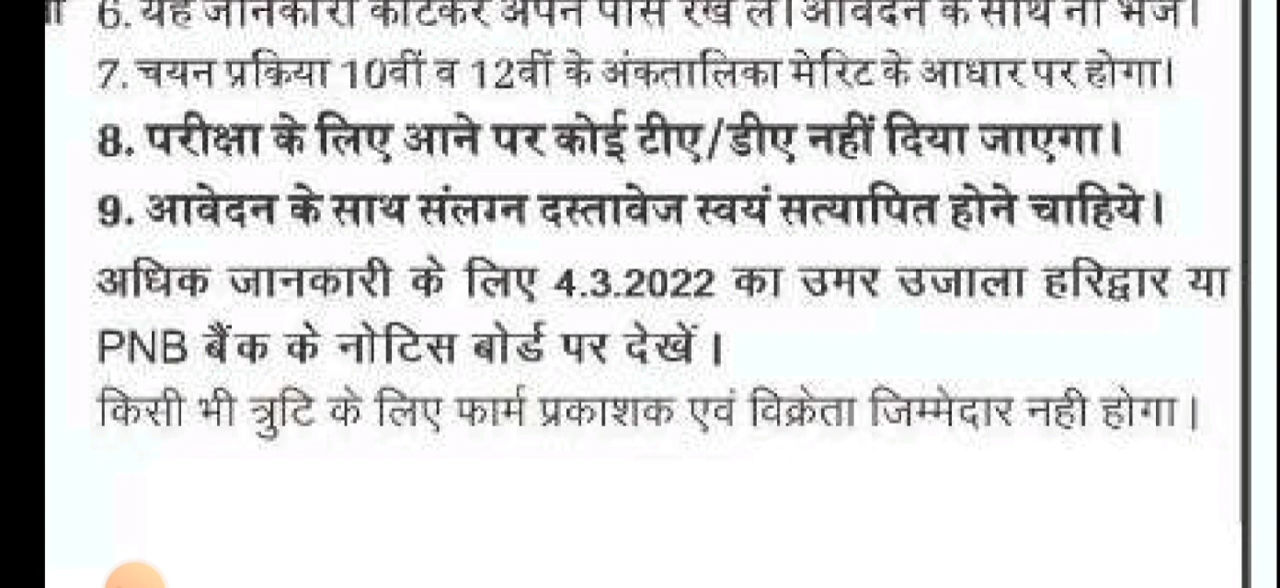 6. यह जानकारी काटकर अपने पास रख लें। आवेदन के साथ ना भेजें।
7. चयन प्रकिया 10वीं व 12वीं के अंकतालिका मेरिट के आधार पर होगा।
8. परीक्षा के लिए आने पर कोई टीए/डीए नहीं दिया जाएगा।
9. आवेदन के साथ संलग्न दस्तावेज स्वयं सत्यापित होने चाहिये।
अधिक जानकारी के लिए 4.3.2022 का उमर उजाला हरिद्वार या
PNB बैंक के नोटिस बोर्ड पर देखें।
किसी भी त्रुटि के लिए फार्म प्रकाशक एवं विक्रेता जिम्मेदार नही होगा।